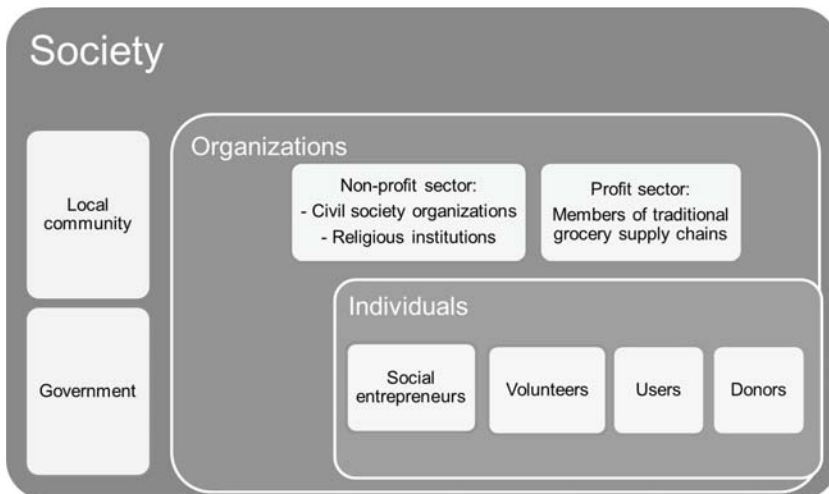 Society
Organizations
Local
community
Non-profit sector:
- Civil society organizations
- Religious institutions
Profit sector:
Members of traditional
grocery supply chains
Individuals
Government
Social
entrepreneurs
Volunteers
Users
Donors